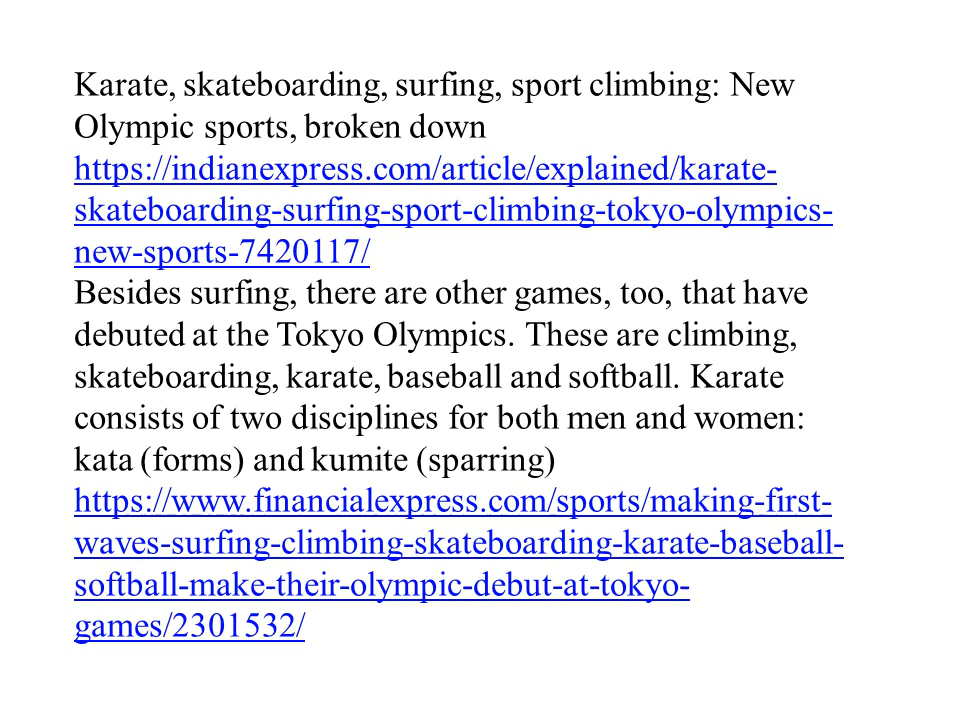 Karate, skateboarding, surfing, sport climbing: New
Olympic sports, broken down
https://indianexpress.com/article/explained/karate-
skateboarding-surfing-sport-climbing-tokyo-olympics-
new-sports-7420117/
Besides surfing, there are other games, too, that have
debuted at the Tokyo Olympics. These are climbing,
skateboarding, karate, baseball and softball. Karate
consists of two disciplines for both men and women:
kata (forms) and kumite (sparring)
https://www.financialexpress.com/sports/making-first-
waves-surfing-climbing-skateboarding-karate-baseball-
softball-make-their-olympic-debut-at-tokyo-
games/2301532/